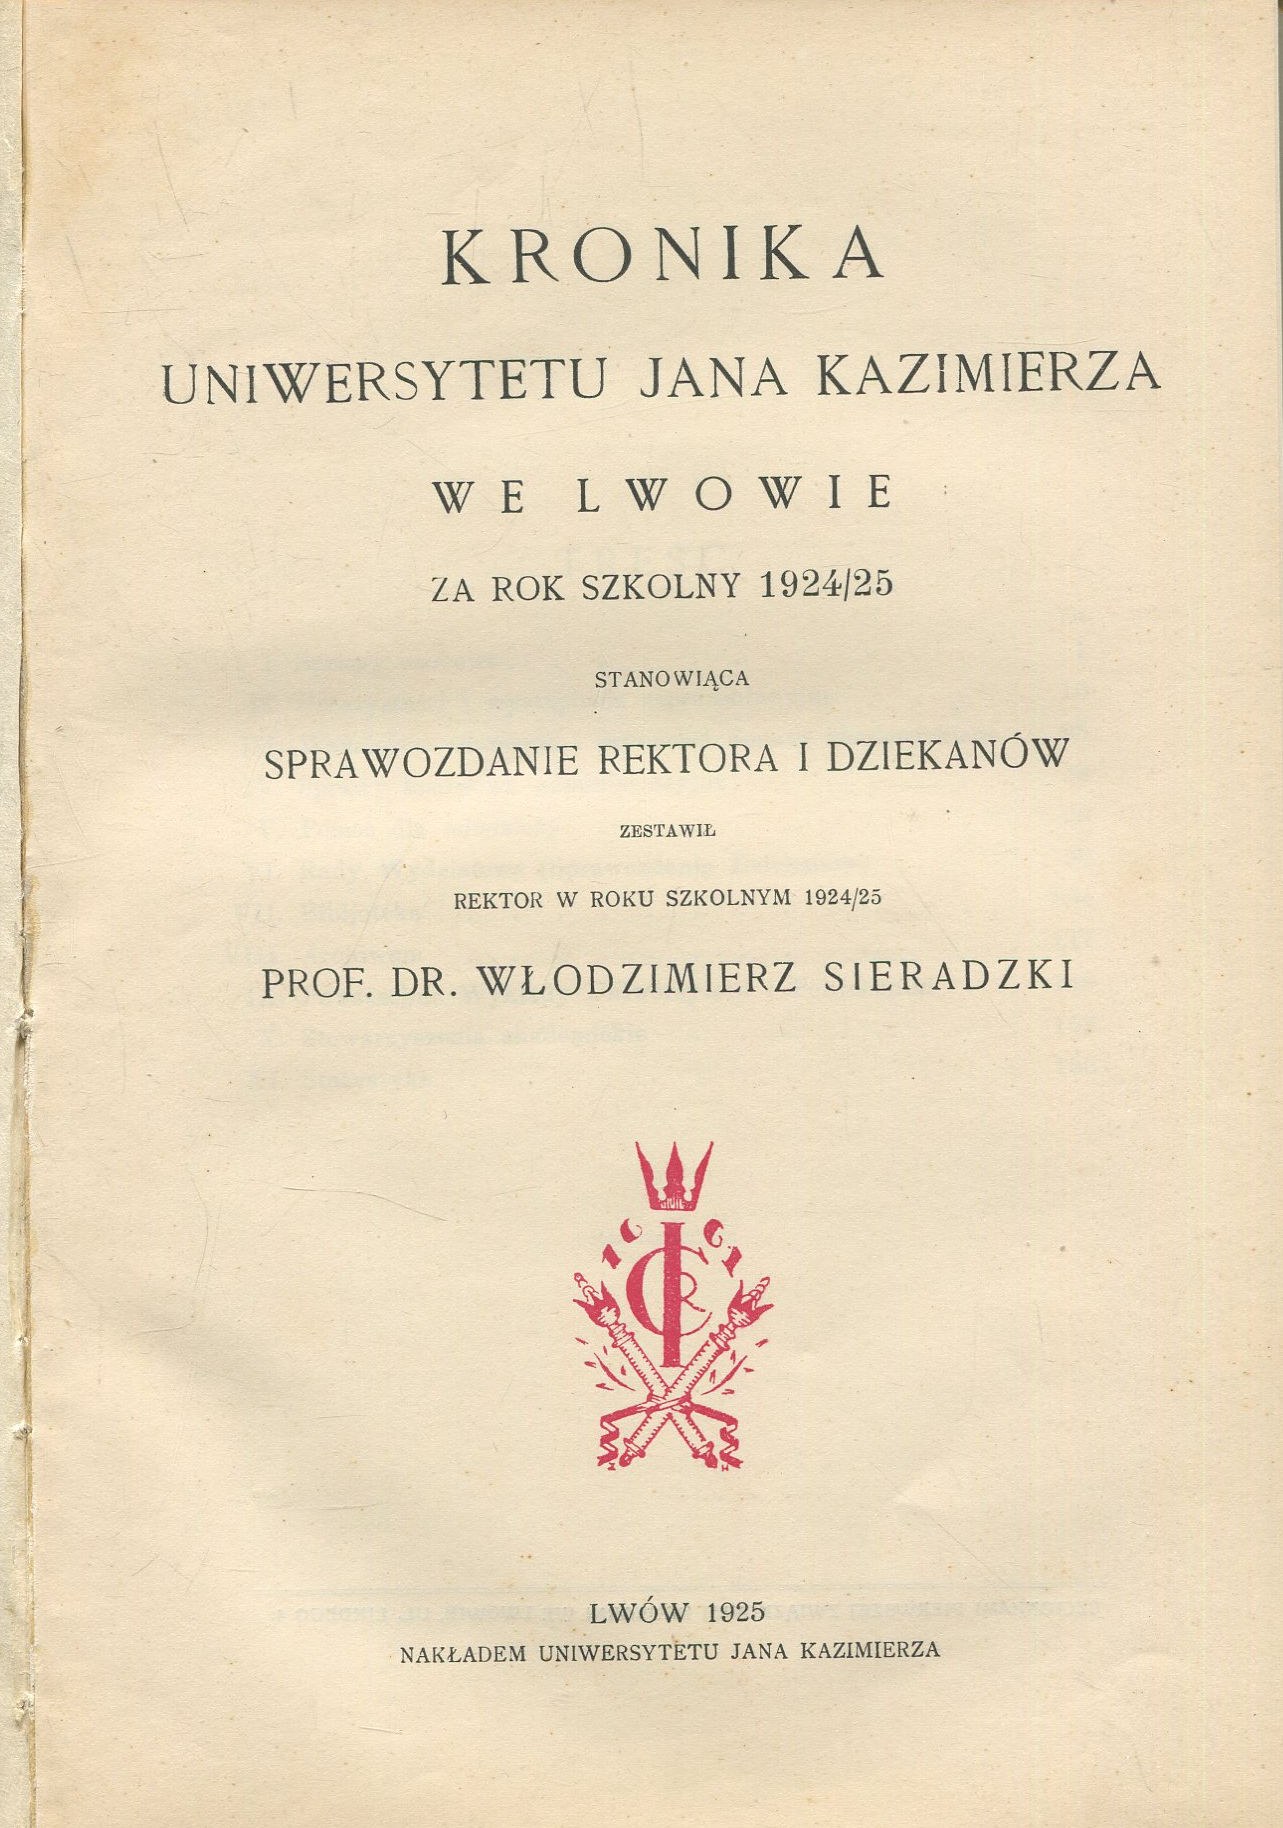 KRONIKA
UNIWERSYTETU JANA KAZIMIERZA
WE LWOWIE
ZA ROK SZKOLNY 1924/25
STANOWIĄCA
SPRAWOZDANIE REKTORA I DZIEKANÓW
ZESTAWIŁ
REKTOR W ROKU SZKOLNYM 1924/25
PROF. DR. WŁODZIMIERZ SIERADZKI
16 61
ICR
LWÓW 1925
NAKŁADEM UNIWERSYTETU JANA KAZIMIERZA